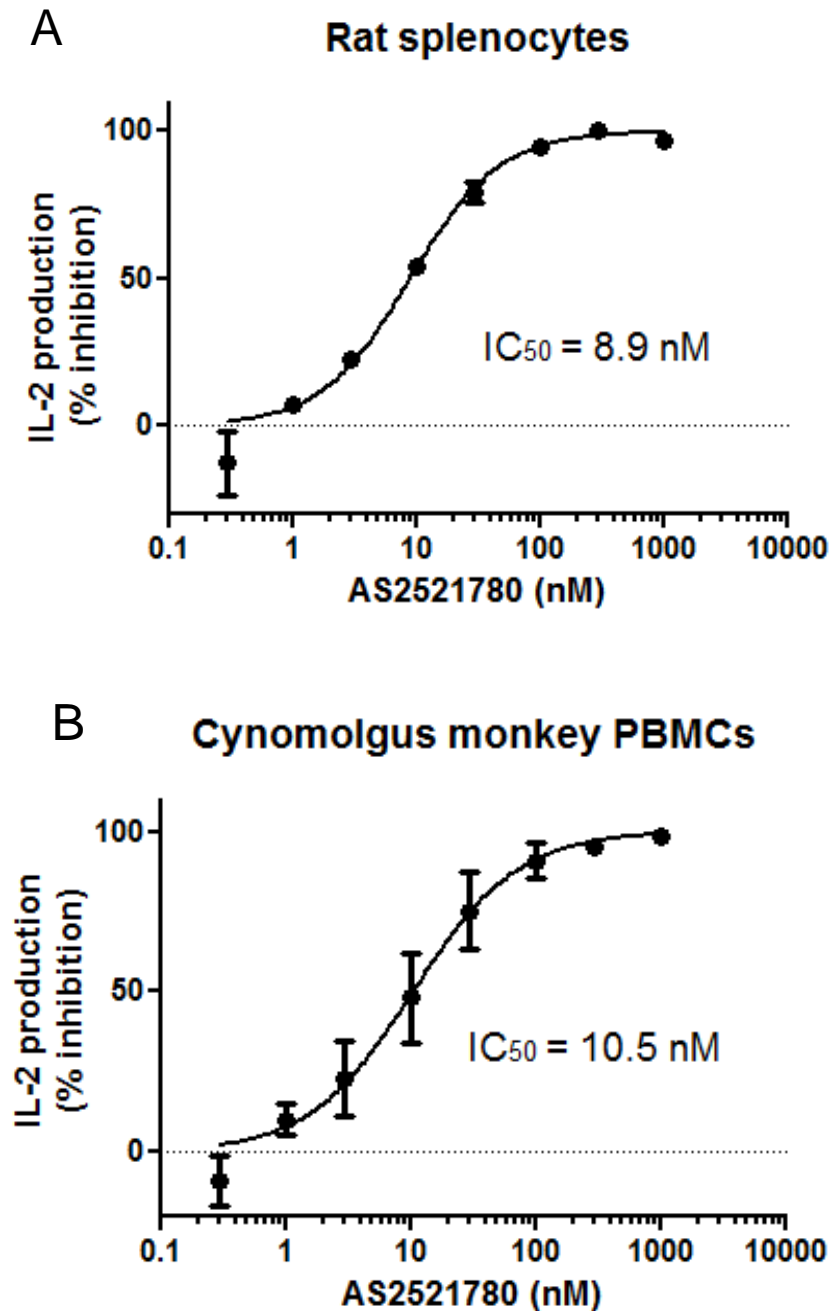 A
Rat splenocytes
IL-2 production
(% inhibition)
100
50
0
IC50 = 8.9 nM
0.1 1 10 100 1000 10000
AS2521780 (nM)
B
Cynomolgus monkey PBMCs
IL-2 production
(% inhibition)
100
50
0
IC50 = 10.5 nM
0.1 1 10 100 1000 10000
AS2521780 (nM)